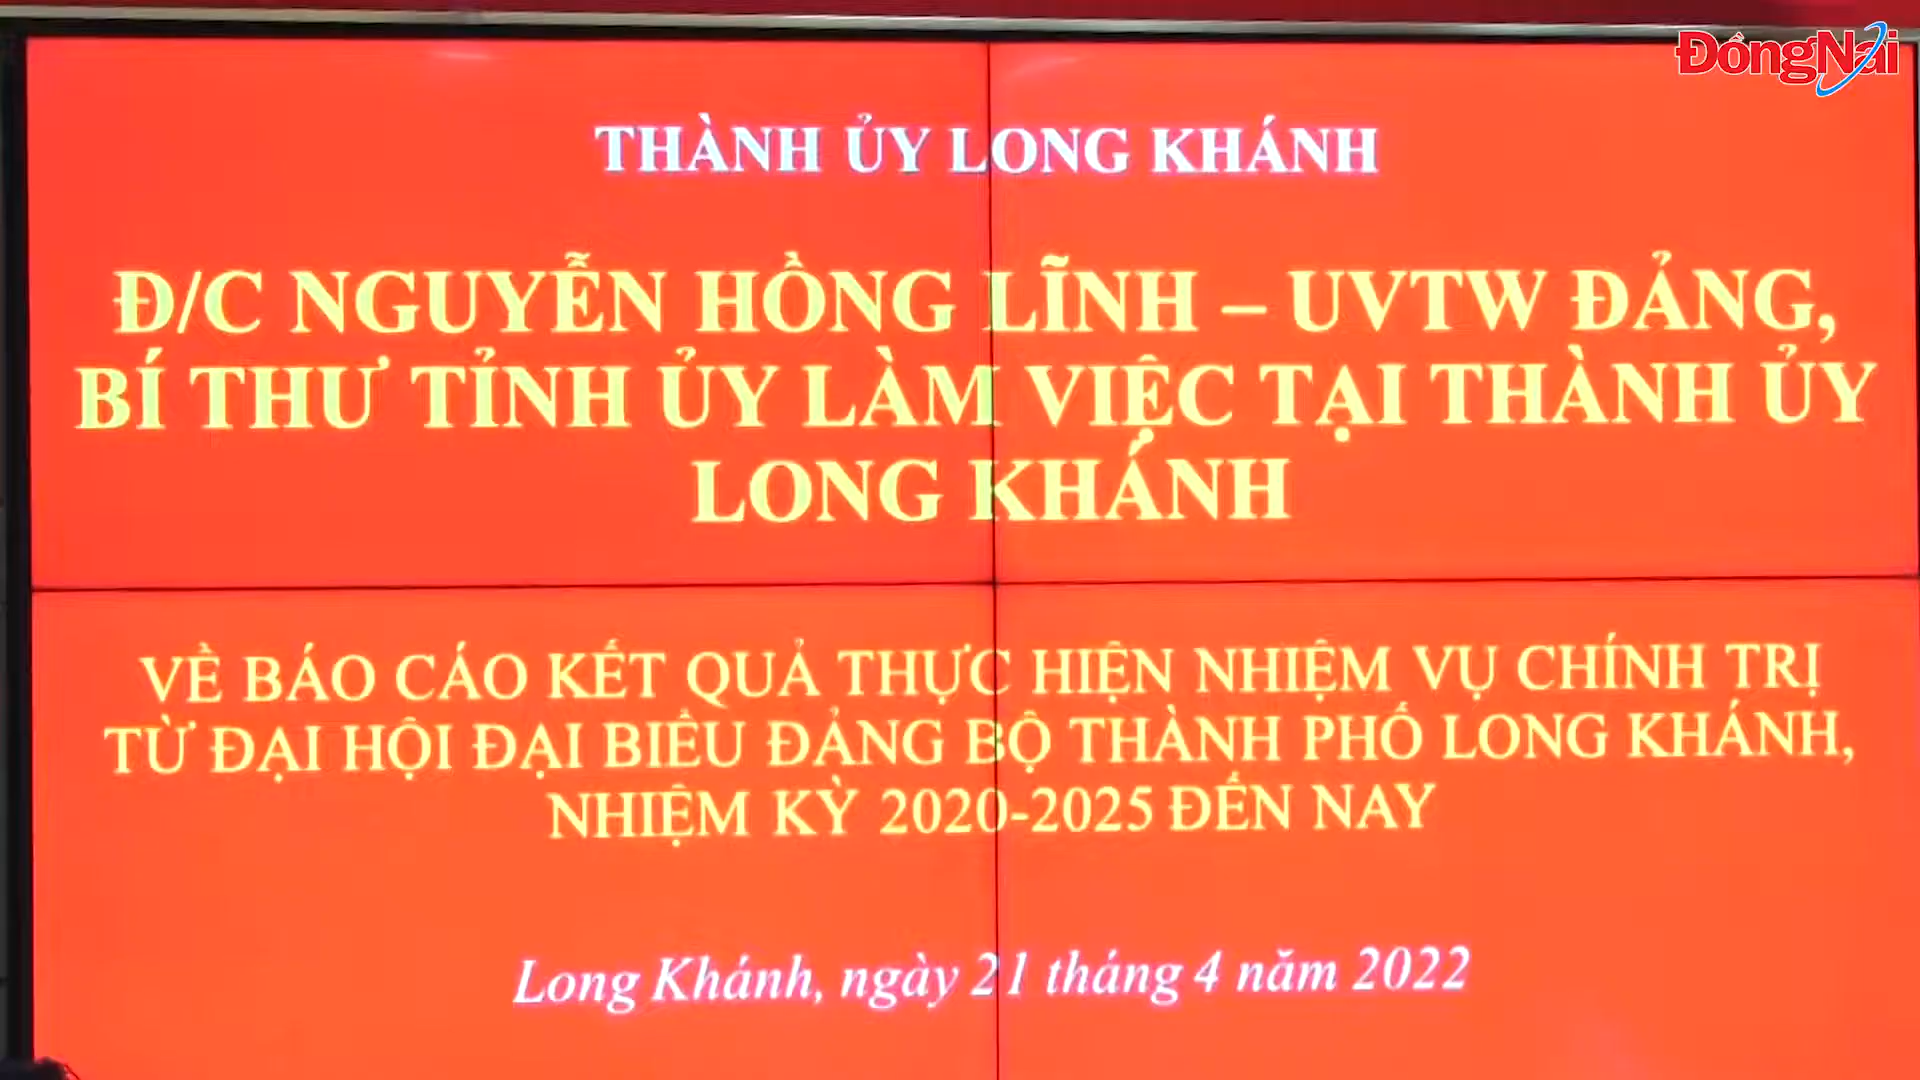 ĐồngNai
THÀNH ỦY LONG KHÁNH
Đ/C NGUYỄN HỒNG LĨNH – UVTW ĐẢNG,
BÍ THƯ TỈNH ỦY LÀM VIỆC TẠI THÀNH ỦY
LONG KHÁNH
VỀ BÁO CÁO KẾT QUẢ THỰC HIỆN NHIỆM VỤ CHÍNH TRỊ
TỪ ĐẠI HỘI ĐẠI BIỂU ĐẢNG BỘ THÀNH PHỐ LONG KHÁNH,
NHIỆM KỲ 2020-2025 ĐẾN NAY
Long Khánh, ngày 21 tháng 4 năm 2022